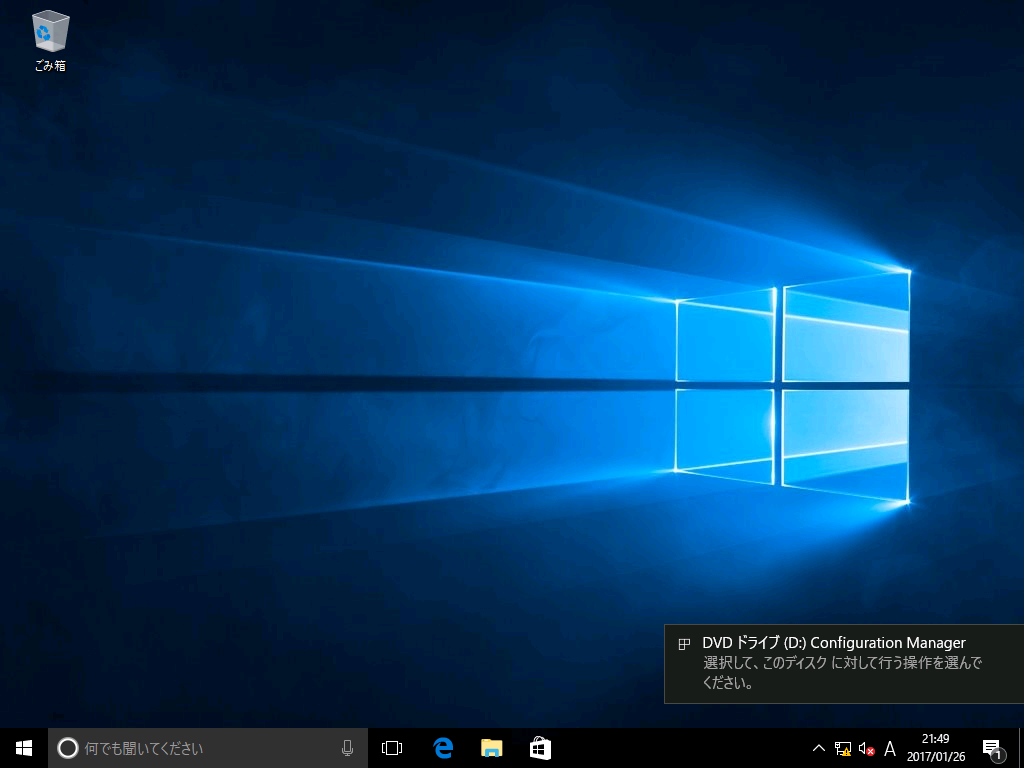 ごみ箱
DVD ドライブ (D:) Configuration Manager
選択して、このディスク に対して行う操作を選んで
ください。
何でも聞いてください
A
21:49
2017/01/26
1